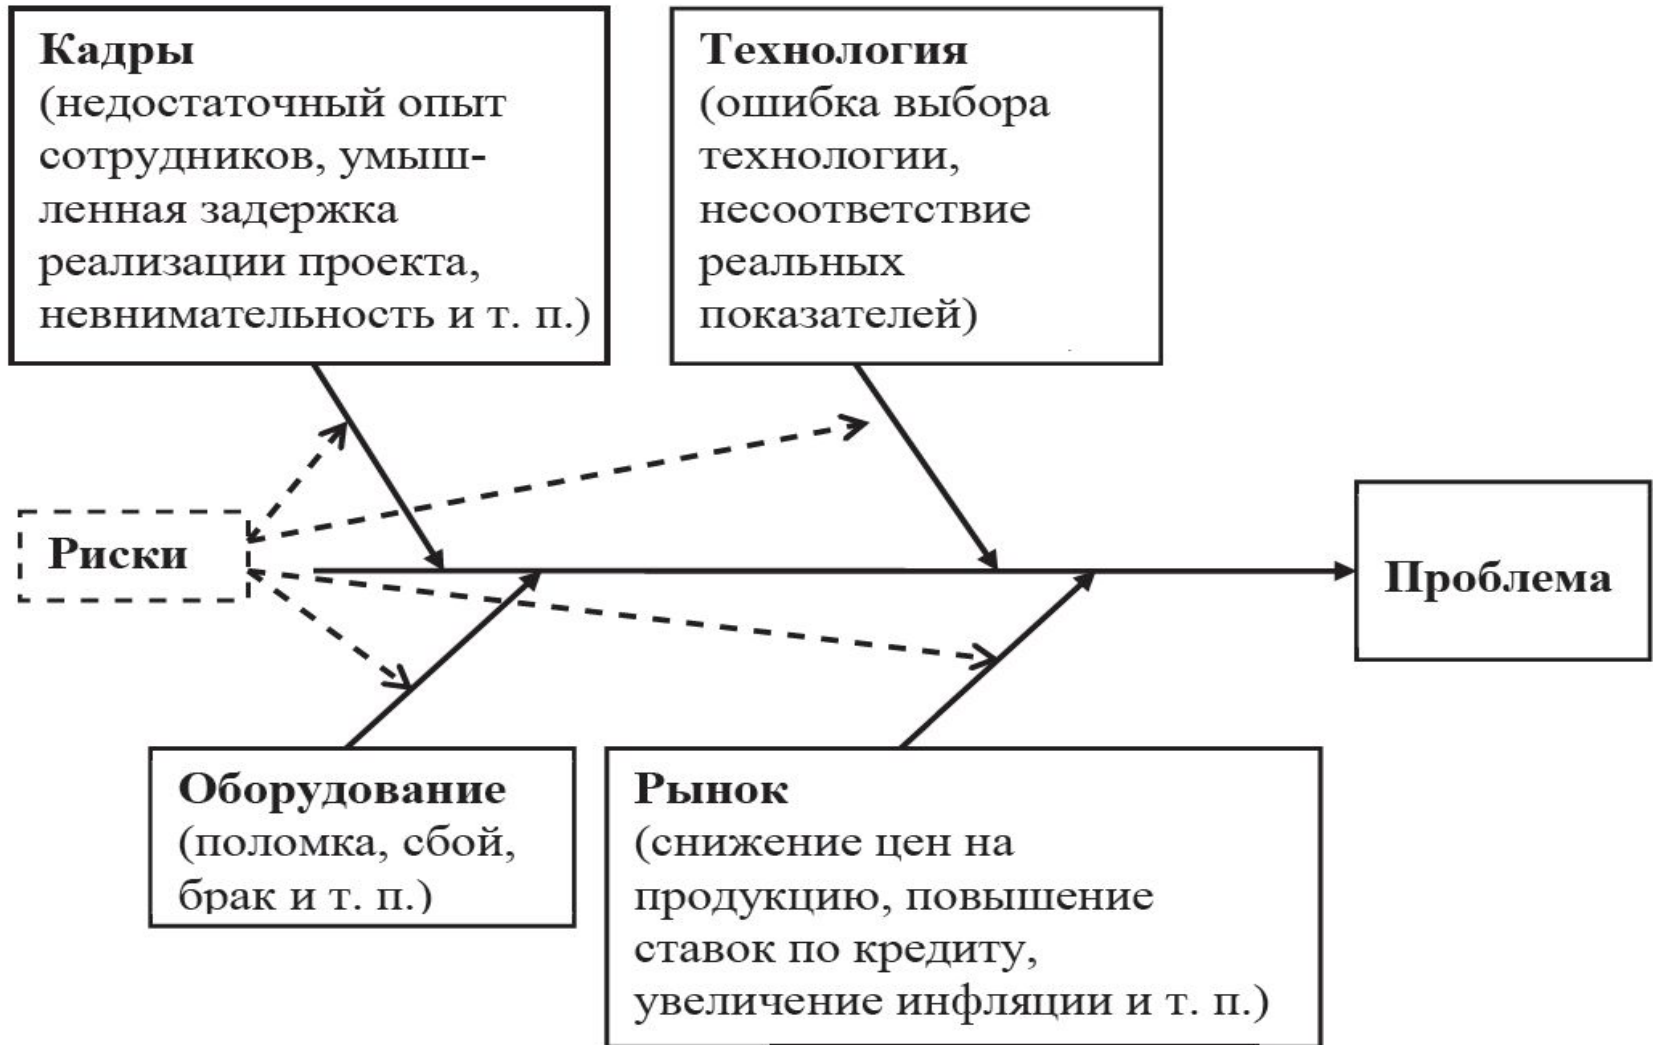 Кадры
(недостаточный опыт
сотрудников, умыш-
ленная задержка
реализации проекта,
невнимательность и т. п.)
Технология
(ошибка выбора
технологии,
несоответствие
реальных
показателей)
Риски
Проблема
Оборудование
(поломка, сбой,
брак и т. п.)
Рынок
(снижение цен на
продукцию, повышение
ставок по кредиту,
увеличение инфляции и т. п.)